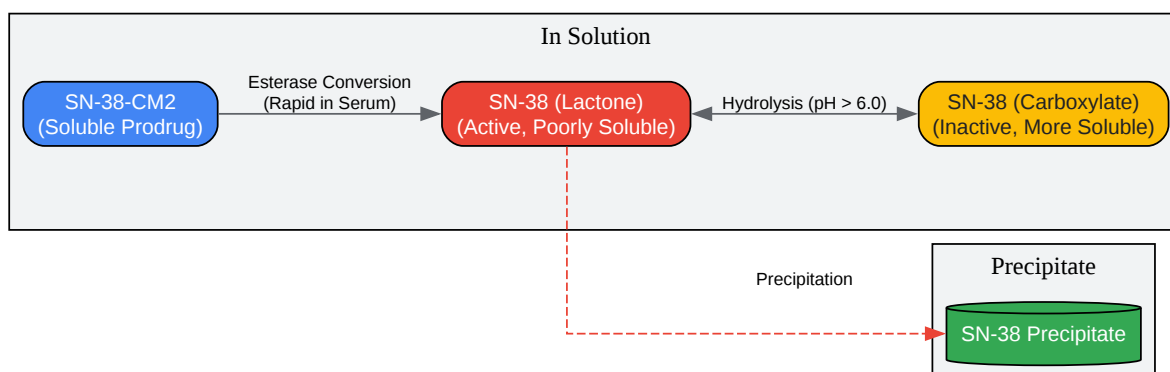 In Solution
SN-38-CM2
(Soluble Prodrug)
Esterase Conversion
(Rapid in Serum)
SN-38 (Lactone)
(Active, Poorly Soluble)
Hydrolysis (pH > 6.0)
SN-38 (Carboxylate)
(Inactive, More Soluble)
Precipitation
Precipitate
SN-38 Precipitate